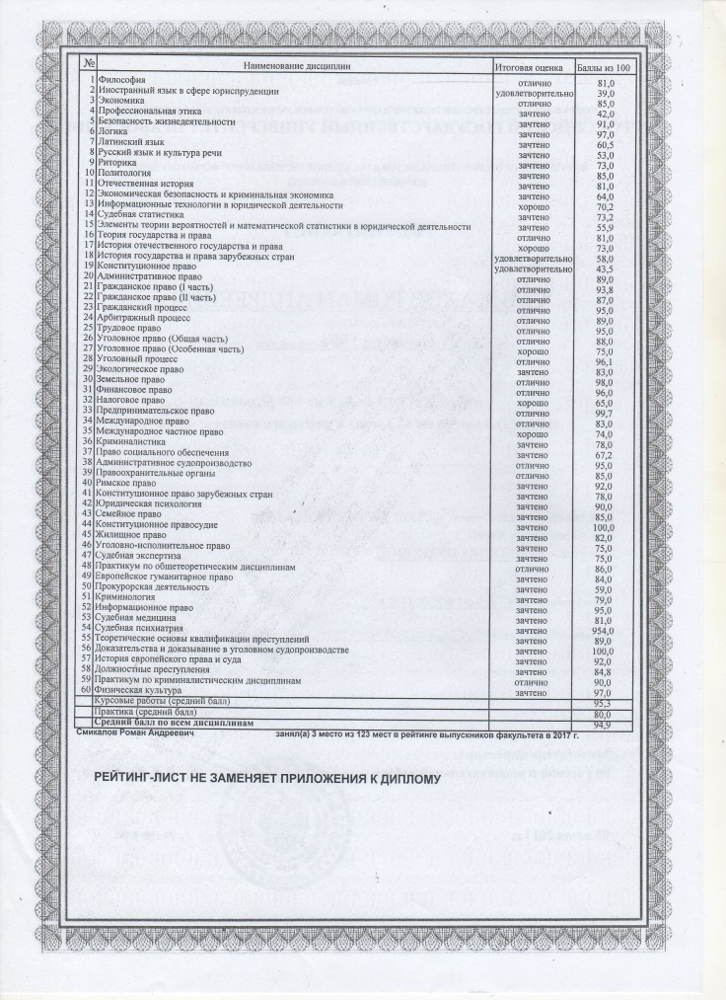 № Наименование дисциплин Итоговая оценка Баллы из 100
1 Философия отлично 81,0
2 Иностранный язык в сфере юриспруденции удовлетворительно 39,0
3 Экономика отлично 85,0
4 Профессиональная этика зачтено 42,0
5 Безопасность жизнедеятельности зачтено 91,0
6 Логика зачтено 97,0
7 Латинский язык зачтено 60,5
8 Русский язык и культура речи зачтено 53,0
9 Риторика зачтено 73,0
10 Политология зачтено 85,0
11 Отечественная история зачтено 81,0
12 Экономическая безопасность и криминальная экономика зачтено 64,0
13 Информационные технологии в юридической деятельности хорошо 70,2
14 Судебная статистика зачтено 73,2
15 Элементы теории вероятностей и математической статистики в юридической деятельности зачтено 55,9
16 Теория государства и права отлично 81,0
17 История отечественного государства и права хорошо 73,0
18 История государства и права зарубежных стран удовлетворительно 58,0
19 Конституционное право удовлетворительно 43,5
20 Административное право отлично 89,0
21 Гражданское право (I часть) отлично 93,8
22 Гражданское право (II часть) отлично 87,0
23 Гражданский процесс отлично 95,0
24 Арбитражный процесс отлично 89,0
25 Трудовое право отлично 95,0
26 Уголовное право (Общая часть) отлично 88,0
27 Уголовное право (Особенная часть) хорошо 75,0
28 Уголовный процесс отлично 96,1
29 Экологическое право зачтено 83,0
30 Земельное право отлично 98,0
31 Финансовое право отлично 96,0
32 Налоговое право хорошо 65,0
33 Предпринимательское право отлично 99,7
34 Международное право отлично 83,0
35 Международное частное право хорошо 74,0
36 Криминалистика зачтено 78,0
37 Право социального обеспечения зачтено 67,2
38 Административное судопроизводство отлично 95,0
39 Правоохранительные органы отлично 85,0
40 Римское право зачтено 92,0
41 Конституционное право зарубежных стран зачтено 78,0
42 Юридическая психология зачтено 90,0
43 Семейное право зачтено 85,0
44 Конституционное правосудие зачтено 100,0
45 Жилищное право зачтено 82,0
46 Уголовно-исполнительное право зачтено 75,0
47 Судебная экспертиза зачтено 75,0
48 Практикум по общетеоретическим дисциплинам отлично 86,0
49 Европейское гуманитарное право зачтено 84,0
50 Прокурорская деятельность зачтено 59,0
51 Криминология зачтено 79,0
52 Информационное право зачтено 95,0
53 Судебная медицина зачтено 81,0
54 Судебная психиатрия зачтено 954,0
55 Теоретические основы квалификации преступлений зачтено 89,0
56 Доказательства и доказывание в уголовном судопроизводстве зачтено 100,0
57 История европейского права и суда зачтено 92,0
58 Должностные преступления зачтено 84,8
59 Практикум по криминалистическим дисциплинам отлично 90,0
60 Физическая культура зачтено 97,0
Курсовые работы (средний балл) 95,3
Практика (средний балл) 80,0
Средний балл по всем дисциплинам 94,9
Смикалов Роман Андреевич занял(а) 3 место из 123 мест в рейтинге выпускников факультета в 2017 г.
РЕЙТИНГ-ЛИСТ НЕ ЗАМЕНЯЕТ ПРИЛОЖЕНИЯ К ДИПЛОМУ